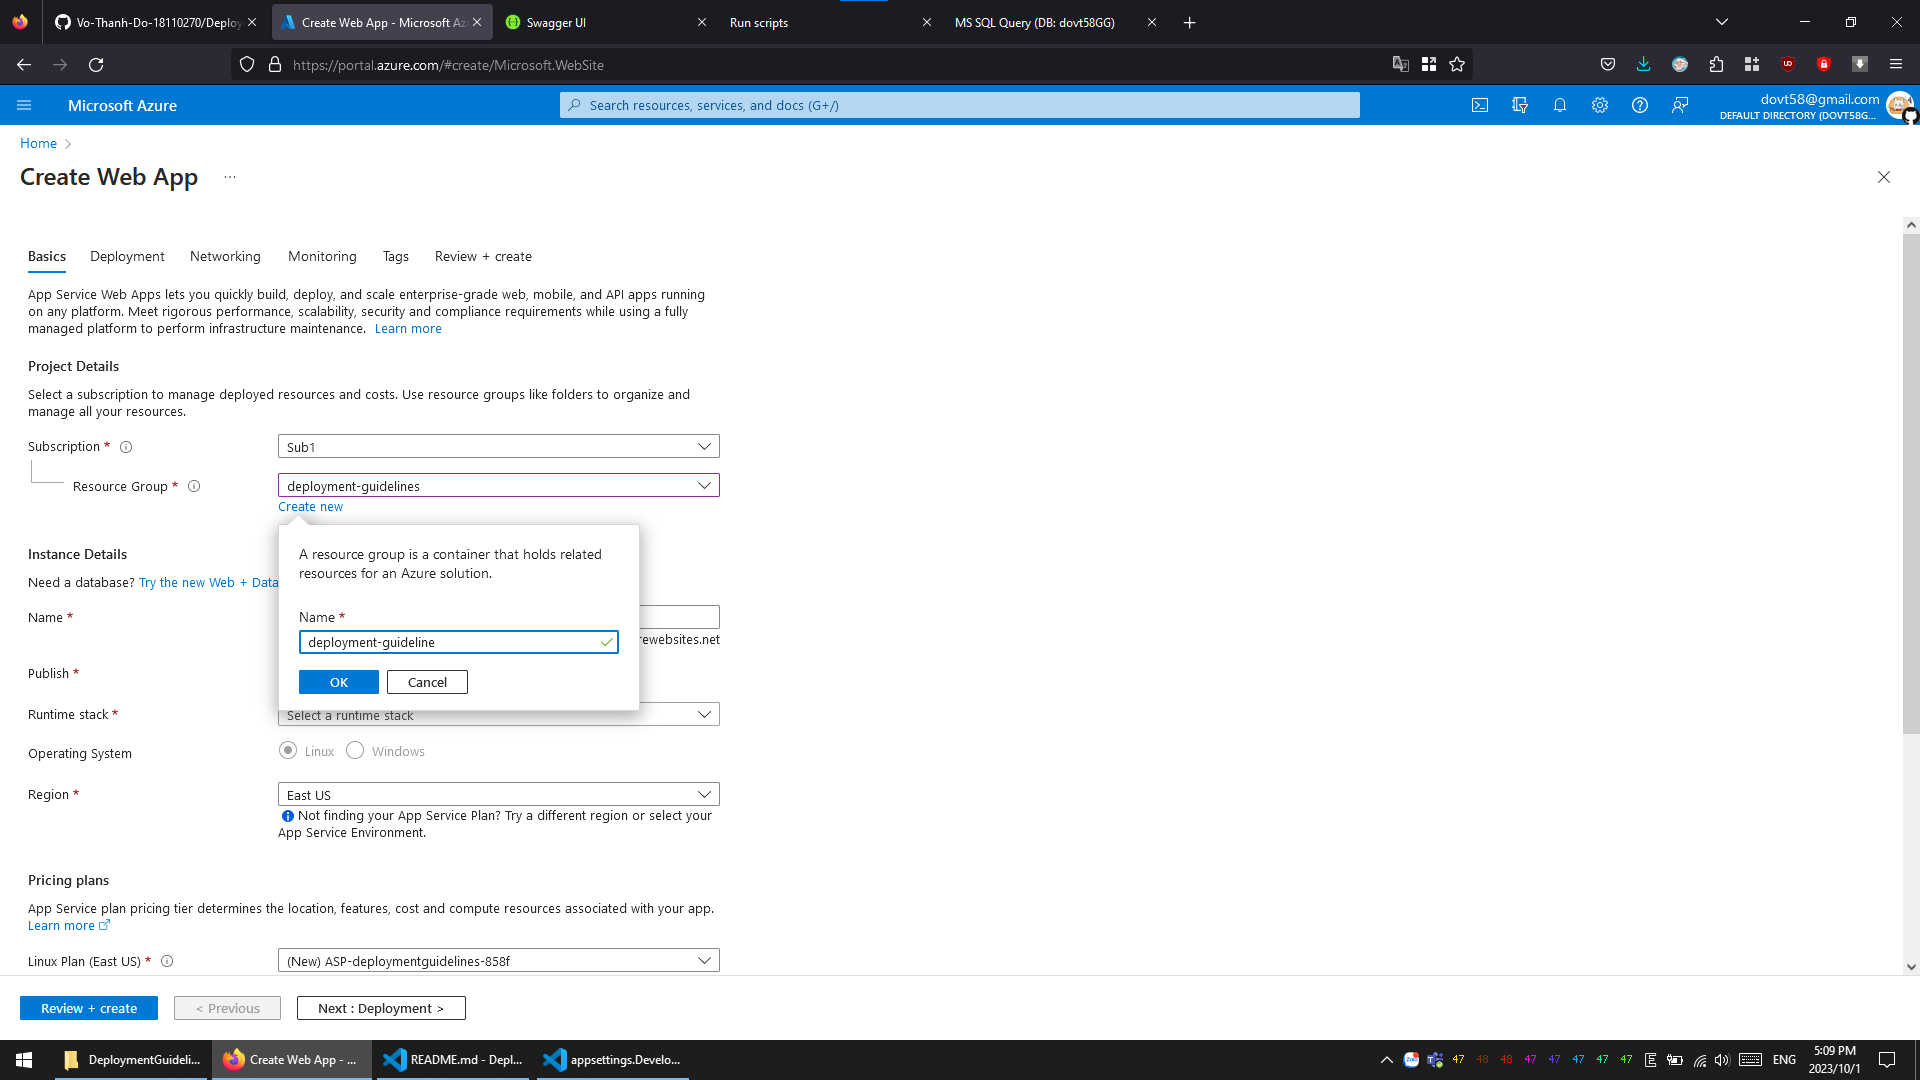 Vo-Thanh-Do-18110270/Deploy
Create Web App - Microsoft Az
Swagger UI
Run scripts
MS SQL Query (DB: dovt58GG)
https://portal.azure.com/#create/Microsoft.WebSite
Microsoft Azure
Search resources, services, and docs (G+/)
dovt58@gmail.com
DEFAULT DIRECTORY (DOVT58G...
Home
Create Web App
...
Basics
Deployment
Networking
Monitoring
Tags
Review + create
App Service Web Apps lets you quickly build, deploy, and scale enterprise-grade web, mobile, and API apps running
on any platform. Meet rigorous performance, scalability, security and compliance requirements while using a fully
managed platform to perform infrastructure maintenance. Learn more
Project Details
Select a subscription to manage deployed resources and costs. Use resource groups like folders to organize and
manage all your resources.
Subscription *
Sub1
Resource Group *
deployment-guidelines
Create new
A resource group is a container that holds related
resources for an Azure solution.
Name *
deployment-guideline
OK
Cancel
Instance Details
Need a database? Try the new Web + Data
Name *
rewebsites.net
Publish *
Runtime stack *
Select a runtime stack
Operating System
Linux
Windows
Region *
East US
Not finding your App Service Plan? Try a different region or select your
App Service Environment.
Pricing plans
App Service plan pricing tier determines the location, features, cost and compute resources associated with your app.
Learn more
Linux Plan (East US) *
(New) ASP-deploymentguidelines-858f
Review + create
< Previous
Next : Deployment >
DeploymentGuideli...
Create Web App - ...
README.md - Depl...
appsettings.Develo...
Zalo
47 48 48 47 47 47 47 47
ENG
5:09 PM
2023/10/1